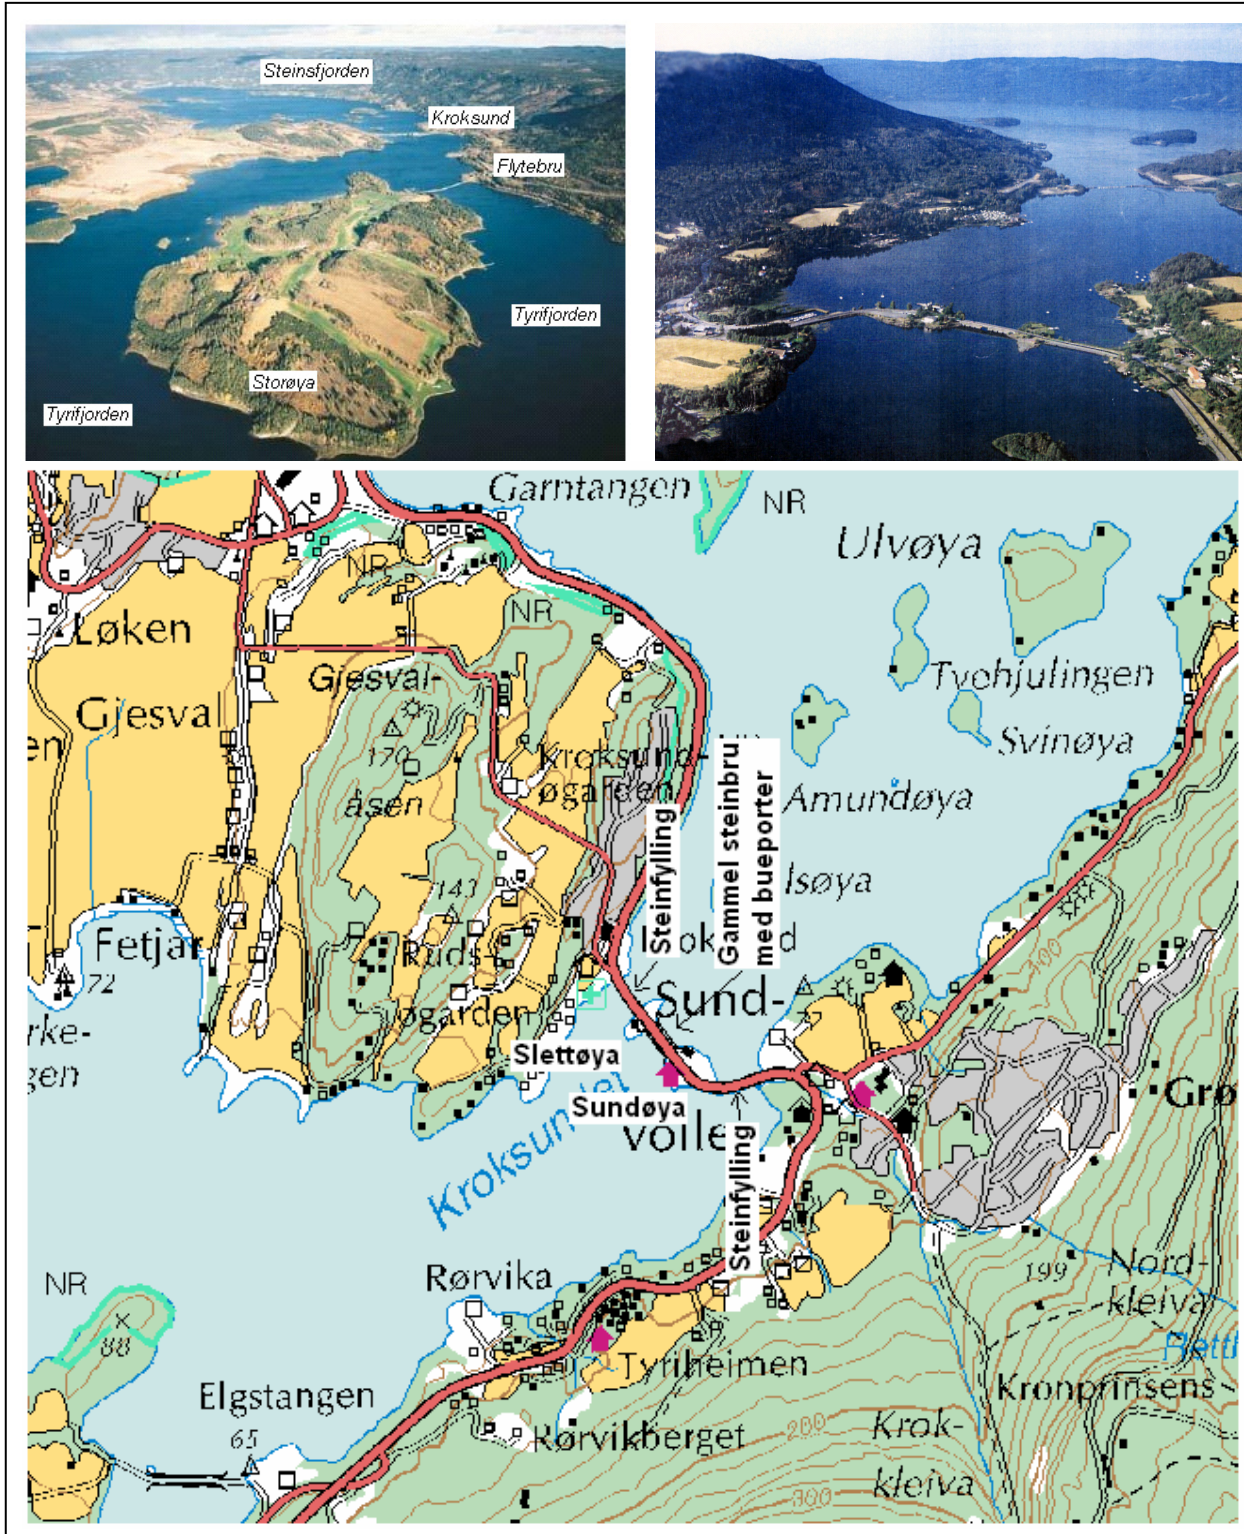 Steinsfjorden
Kroksund
Flytebru
Tyrifjorden
Storøya
Tyrifjorden
Garntangen
NR
Ulvøya
NR
NR
Løken
Gjesval-
Tvehjulingen
Gjesval
Svinøya
170
Kroksund-
øgarden
åsen
Amundøya
Steinfylling
Gammel steinbru
med bueporter
143
Isøya
Fetjar
72
Ruds-
øgarden
Sund-
Slettøya
Sundøya
volle
Kroksundet
Steinfylling
Rørvika
NR
88
199
Nord-
kleiva
Tyriheimen
Elgstangen
65
Kronprinsens
Rørvikberget
200
Krok-
kleiva
300